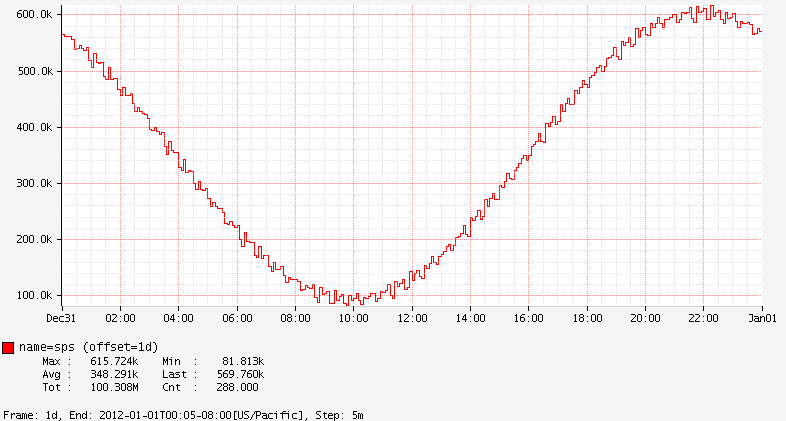 600.0k
500.0k
400.0k
300.0k
200.0k
100.0k
Dec31 02:00 04:00 06:00 08:00 10:00 12:00 14:00 16:00 18:00 20:00 22:00 Jan01
name=sps (offset=1d)
Max : 615.724k Min : 81.813k
Avg : 348.291k Last : 569.760k
Tot : 100.308M Cnt : 288.000
Frame: 1d, End: 2012-01-01T00:05-08:00[US/Pacific], Step: 5m